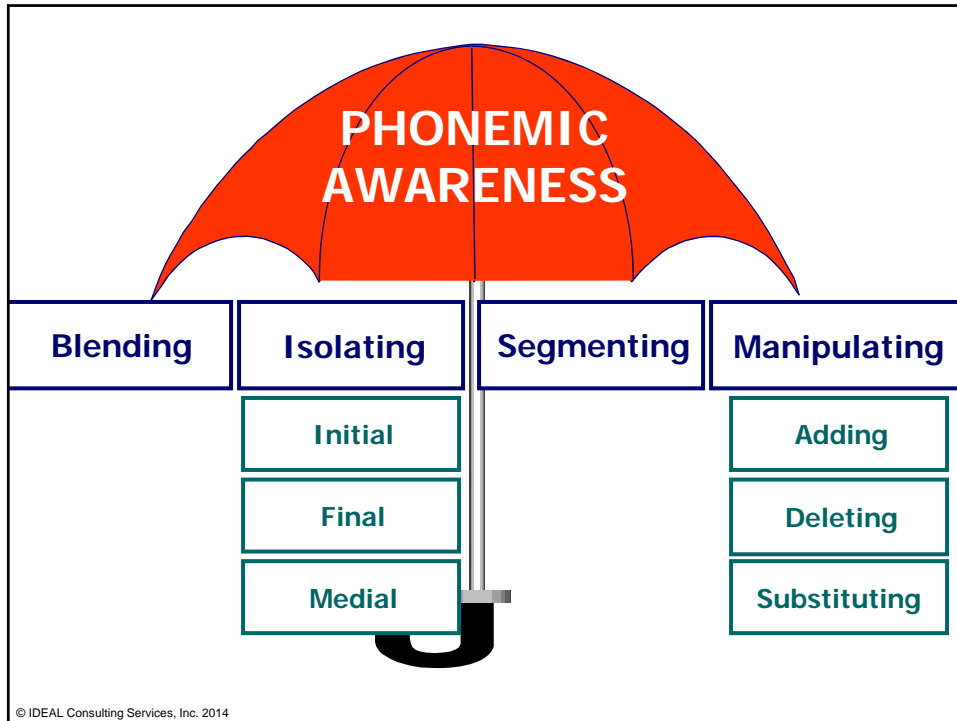 PHONEMIC
AWARENESS
Blending
Isolating
Segmenting
Manipulating
Initial
Adding
Final
Deleting
Medial
Substituting
© IDEAL Consulting Services, Inc. 2014